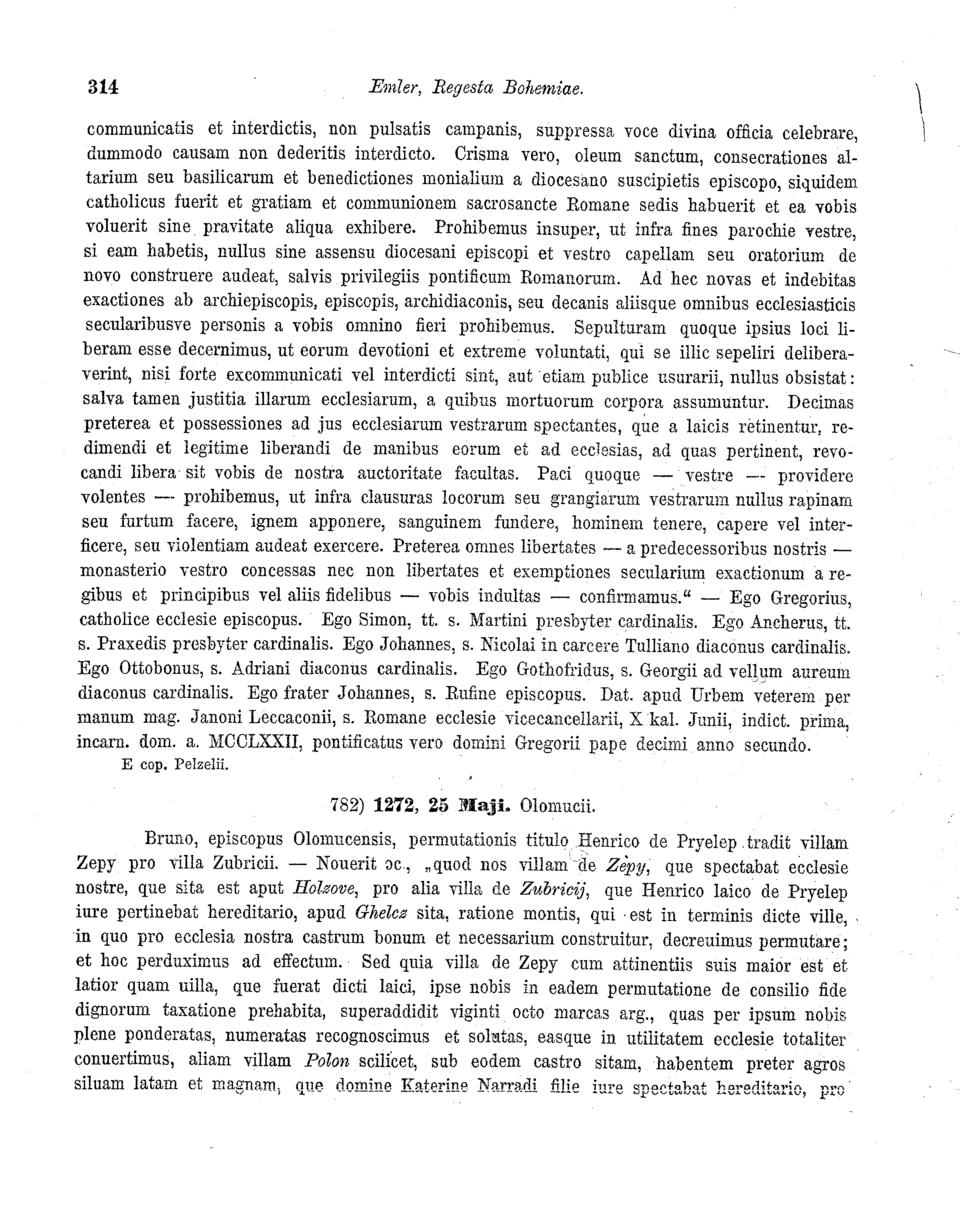 314 Emler, Regesta Bohemiae.
communicatis et interdictis, non pulsatis campanis, suppressa voce divina officia celebrare,
dummodo causam non dederitis interdicto. Crisma vero, oleum sanctum, consecrationes al-
tarium seu basilicarum et benedictiones monialium a diocesano suscipietis episcopo, siquidem
catholicus fuerit et gratiam et communionem sacrosancte Romane sedis habuerit et ea vobis
voluerit sine pravitate aliqua exhibere. Prohibemus insuper, ut infra fines parochie vestre,
si eam habetis, nullus sine assensu diocesani episcopi et vestro capellam seu oratorium de
novo construere audeat, salvis privilegiis pontificum Romanorum. Ad hec novas et indebitas
exactiones ab archiepiscopis, episcopis, archidiaconis, seu decanis aliisque omnibus ecclesiasticis
secularibusve personis a vobis omnino fieri prohibemus. Sepulturam quoque ipsius loci li-
beram esse decernimus, ut eorum devotioni et extreme voluntati, qui se illic sepeliri delibera-
verint, nisi forte excommunicati vel interdicti sint, aut etiam publice usurarii, nullus obsistat:
salva tamen justitia illarum ecclesiarum, a quibus mortuorum corpora assumuntur. Decimas
preterea et possessiones ad jus ecclesiarum vestrarum spectantes, que a laicis retinentur, re-
dimendi et legitime liberandi de manibus eorum et ad ecclesias, ad quas pertinent, revo-
candi libera sit vobis de nostra auctoritate facultas. Paci quoque — vestre — providere
volentes — prohibemus, ut infra clausuras locorum seu grangiarum vestrarum nullus rapinam
seu furtum facere, ignem apponere, sanguinem fundere, hominem tenere, capere vel inter-
ficere, seu violentiam audeat exercere. Preterea omnes libertates — a predecessoribus nostris —
monasterio vestro concessas nec non libertates et exemptiones secularium exactionum a re-
gibus et principibus vel aliis fidelibus — vobis indultas — confirmamus.“ — Ego Gregorius,
catholice ecclesie episcopus. Ego Simon, tt. s. Martini presbyter cardinalis. Ego Ancherus, tt.
s. Praxedis presbyter cardinalis. Ego Johannes, s. Nicolai in carcere Tulliano diaconus cardinalis.
Ego Ottobonus, s. Adriani diaconus cardinalis. Ego Gothofridus, s. Georgii ad vellum aureum
diaconus cardinalis. Ego frater Johannes, s. Rufine episcopus. Dat. apud Urbem veterem per
manum mag. Janoni Leccaconii, s. Romane ecclesie vicecancellarii, X kal. Junii, indict. prima,
incarn. dom. a. MCCLXXII, pontificatus vero domini Gregorii pape decimi anno secundo.
E cop. Pelzelii.
782) 1272, 25 Maji. Olomucii.
Bruno, episcopus Olomucensis, permutationis titulo Henrico de Pryelep tradit villam
Zepy pro villa Zubricii. — Nouerit ɔc., „quod nos villam de Zepy, que spectabat ecclesie
nostre, que sita est aput Holzove, pro alia villa de Zubricij, que Henrico laico de Pryelep
iure pertinebat hereditario, apud Ghelcz sita, ratione montis, qui est in terminis dicte ville,
in quo pro ecclesia nostra castrum bonum et necessarium construitur, decreuimus permutare;
et hoc perduximus ad effectum. Sed quia villa de Zepy cum attinentiis suis maior est et
latior quam uilla, que fuerat dicti laici, ipse nobis in eadem permutatione de consilio fide
dignorum taxatione prehabita, superaddidit viginti octo marcas arg., quas per ipsum nobis
plene ponderatas, numeratas recognoscimus et solutas, easque in utilitatem ecclesie totaliter
conuertimus, aliam villam Polon scilicet, sub eodem castro sitam, habentem preter agros
siluam latam et magnam, que domine Katerine Narradi filie iure spectabat hereditario, pro